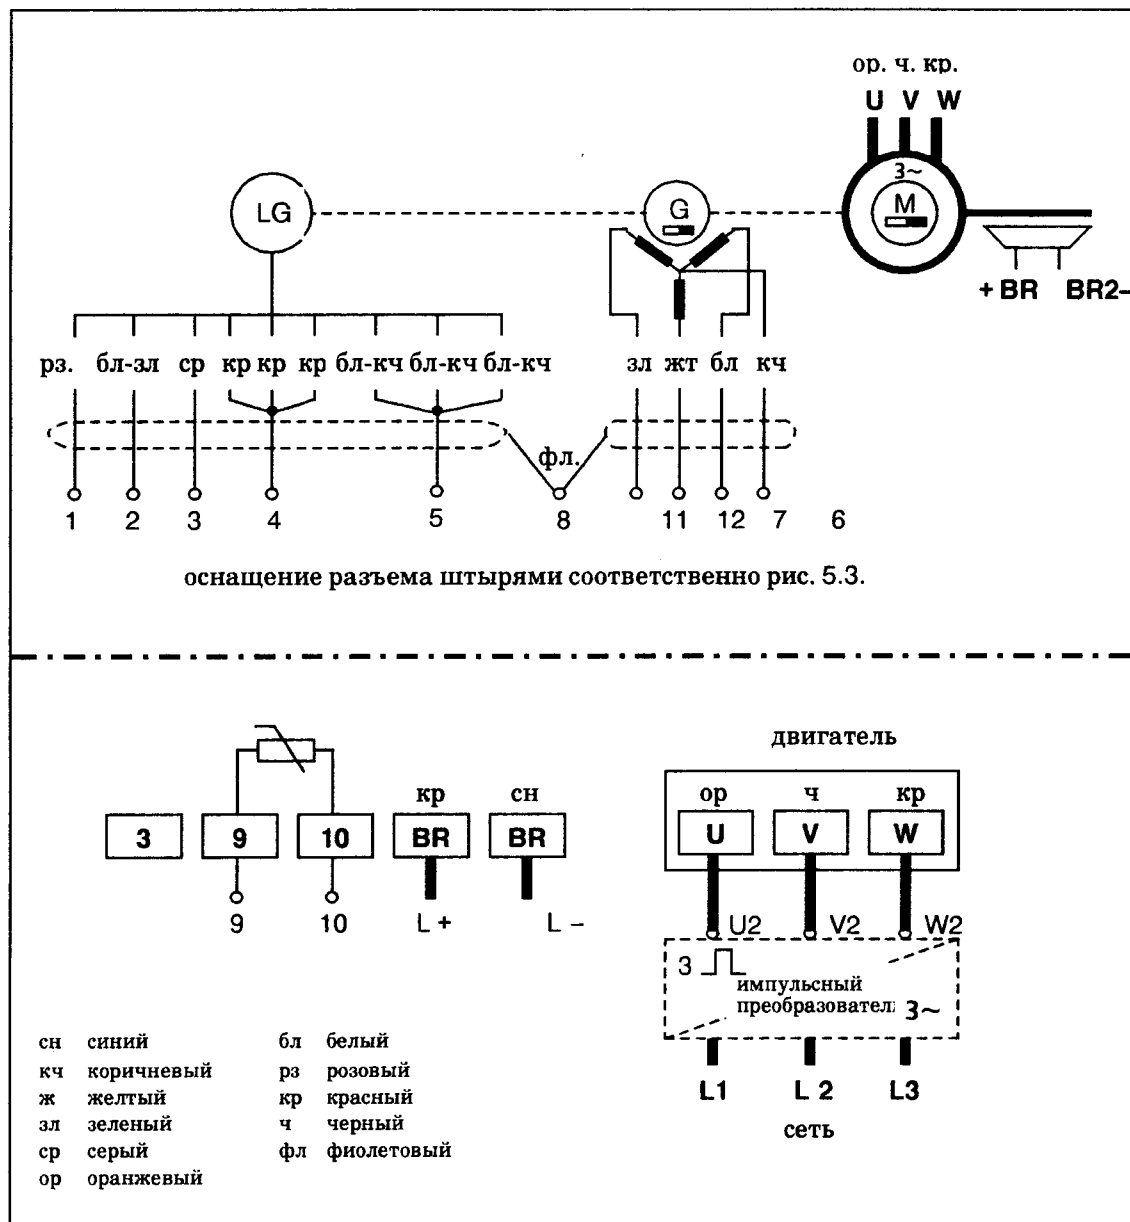 ор. ч. кр.
U V W
3~
LG
G
M
+ BR BR2–
рз. бл-зл ср кр кр кр бл-кч бл-кч бл-кч
зл жт бл кч
фл.
1 2 3 4 5 8 11 12 7 6
оснащение разъема штырями соответственно рис. 5.3.
двигатель
кр сн
ор ч кр
3 9 10 BR BR
U V W
9 10 L + L –
U2 V2 W2
3
импульсный
преобразовател
3~
L1 L 2 L3
сеть
сн синий
кч коричневый
ж желтый
зл зеленый
ср серый
ор оранжевый
бл белый
рз розовый
кр красный
ч черный
фл фиолетовый